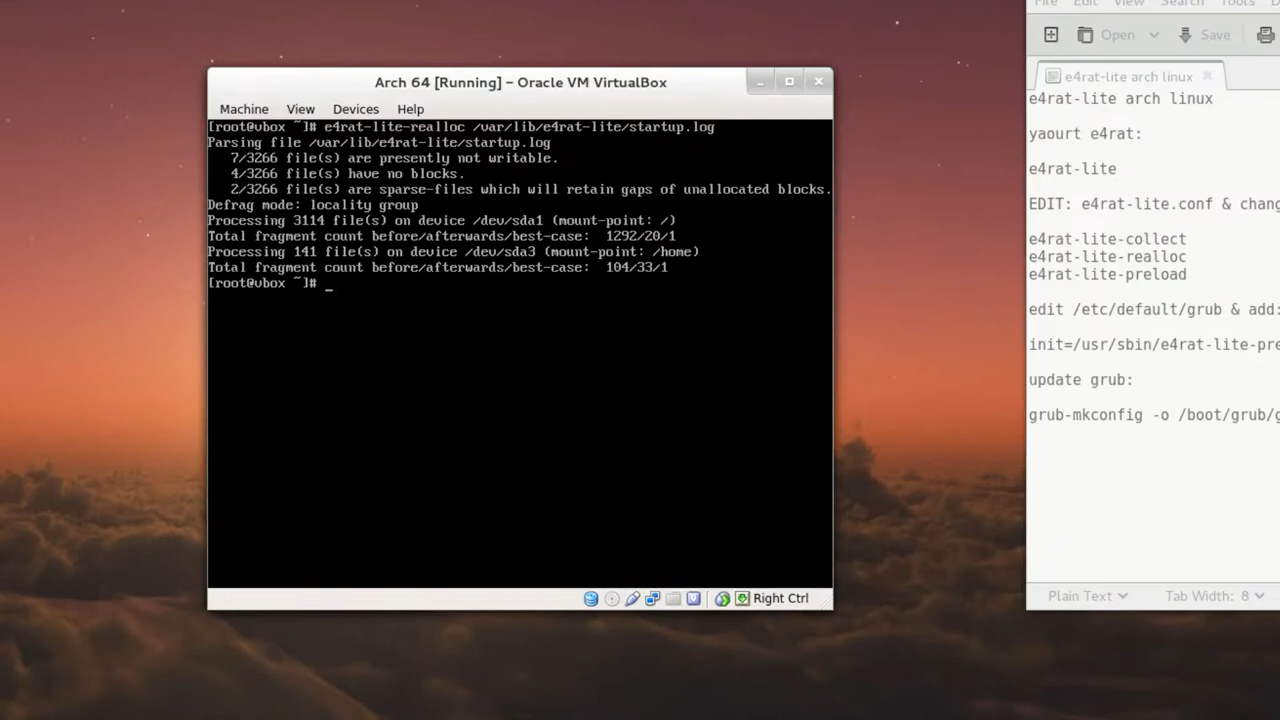 Arch 64 [Running] – Oracle VM VirtualBox
Machine View Devices Help
[root@vbox ~]# e4rat-lite-realloc /var/lib/e4rat-lite/startup.log
Parsing file /var/lib/e4rat-lite/startup.log
7/3266 file(s) are presently not writable.
4/3266 file(s) have no blocks.
2/3266 file(s) are sparse-files which will retain gaps of unallocated blocks.
Defrag mode: locality group
Processing 3114 file(s) on device /dev/sda1 (mount-point: /)
Total fragment count before/afterwards/best-case: 1292/20/1
Processing 141 file(s) on device /dev/sda3 (mount-point: /home)
Total fragment count before/afterwards/best-case: 104/33/1
[root@vbox ~]# _
Right Ctrl
File Edit View Search Tools
Open Save
e4rat-lite arch linux
e4rat-lite arch linux
yaourt e4rat:
e4rat-lite
EDIT: e4rat-lite.conf & chang
e4rat-lite-collect
e4rat-lite-realloc
e4rat-lite-preload
edit /etc/default/grub & add:
init=/usr/sbin/e4rat-lite-pre
update grub:
grub-mkconfig -o /boot/grub/g
Plain Text Tab Width: 8